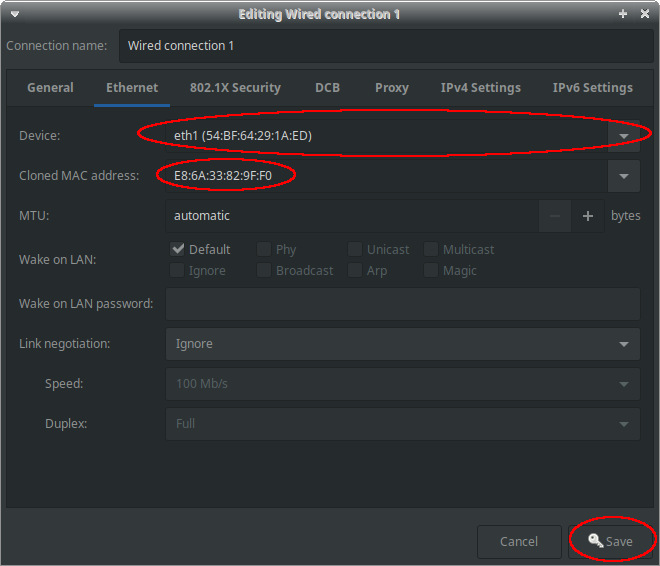 Editing Wired connection 1
Connection name: Wired connection 1
General Ethernet 802.1X Security DCB Proxy IPv4 Settings IPv6 Settings
Device: eth1 (54:BF:64:29:1A:ED)
Cloned MAC address: E8:6A:33:82:9F:F0
MTU: automatic − + bytes
Wake on LAN: Default Phy Unicast Multicast
Ignore Broadcast Arp Magic
Wake on LAN password:
Link negotiation: Ignore
Speed: 100 Mb/s
Duplex: Full
Cancel Save